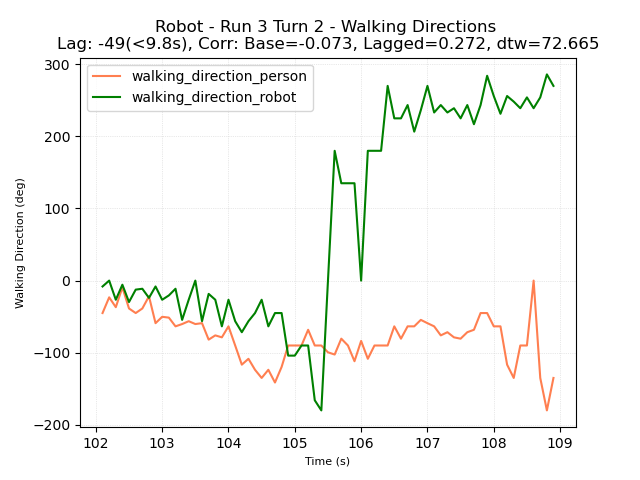 Robot - Run 3 Turn 2 - Walking Directions
Lag: -49(<9.8s), Corr: Base=-0.073, Lagged=0.272, dtw=72.665
walking_direction_person
walking_direction_robot
300
200
100
0
−100
−200
Walking Direction (deg)
102 103 104 105 106 107 108 109
Time (s)